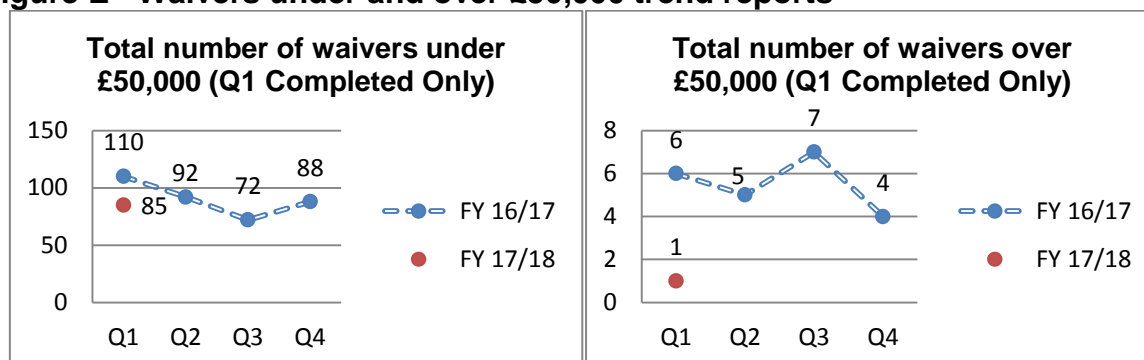 Waivers under and over £50,000 trend reports
Total number of waivers under
£50,000 (Q1 Completed Only)
150
100
50
0
110
92
72
88
85
Q1 Q2 Q3 Q4
FY 16/17
FY 17/18
Total number of waivers over
£50,000 (Q1 Completed Only)
8
6
4
2
0
6
5
7
4
1
Q1 Q2 Q3 Q4
FY 16/17
FY 17/18